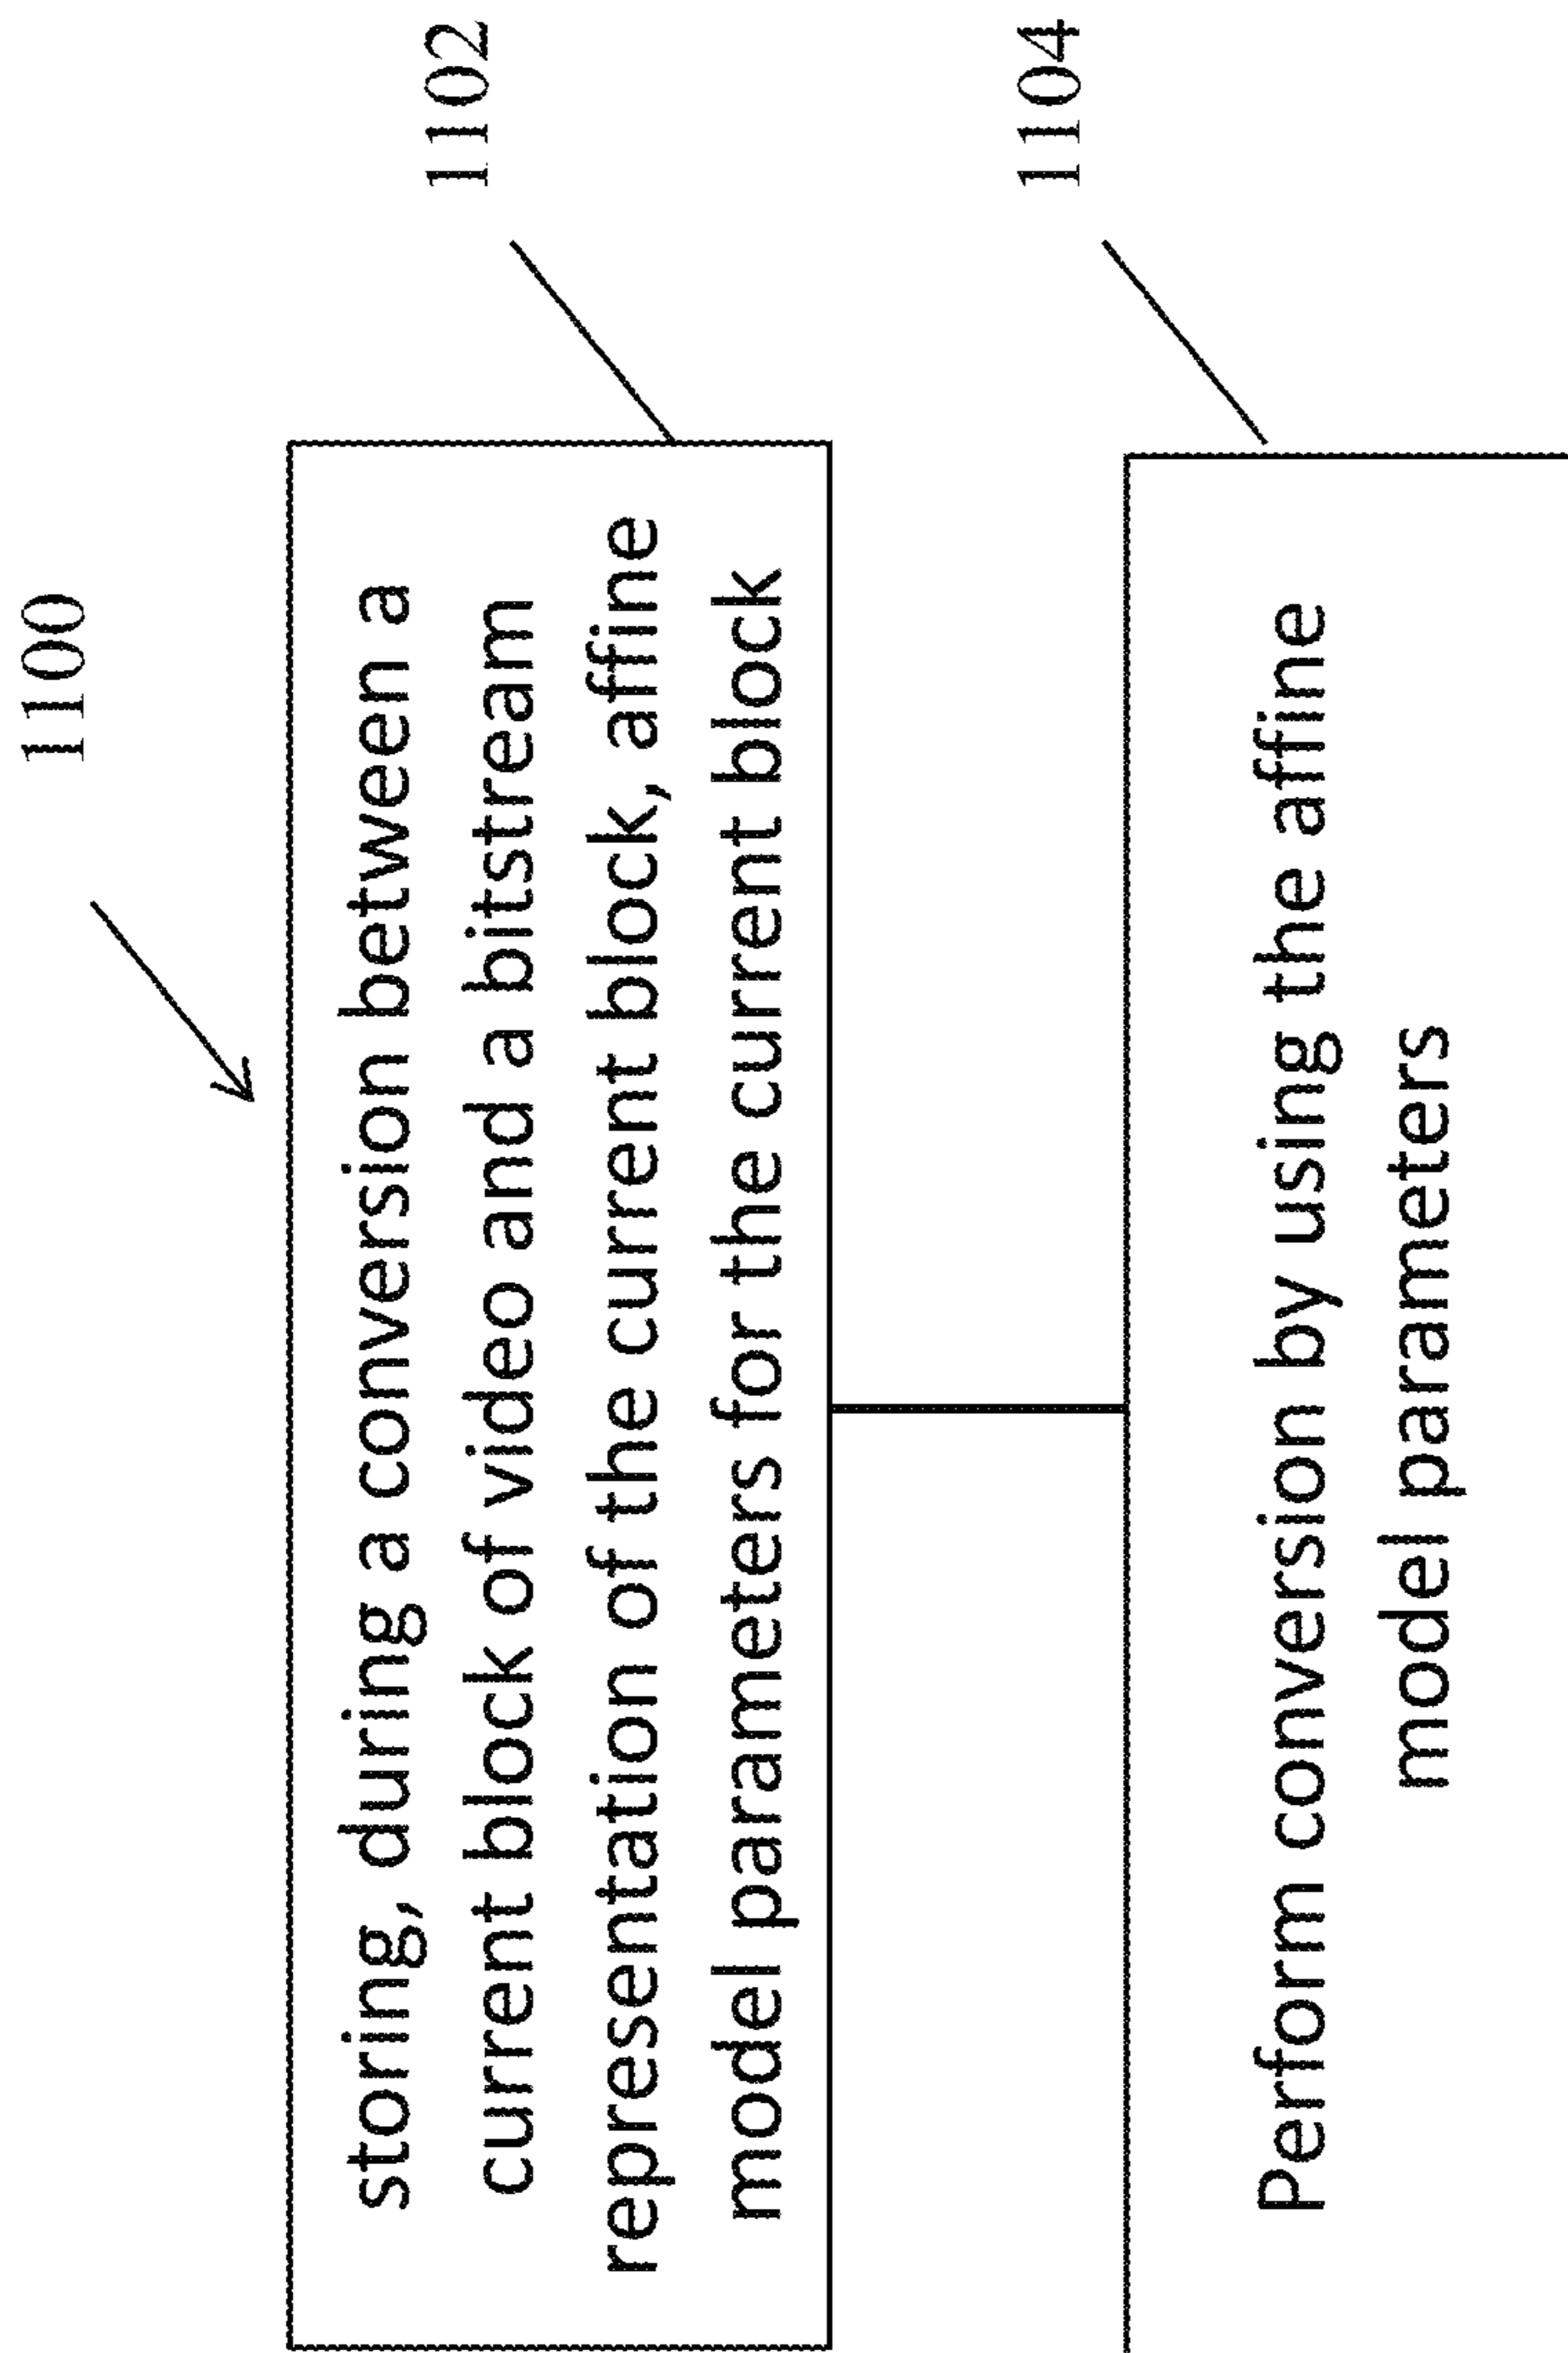 1100
1102
storing, during a conversion between a
current block of video and a bitstream
representation of the current block, affine
model parameters for the current block
1104
Perform conversion by using the affine
model parameters